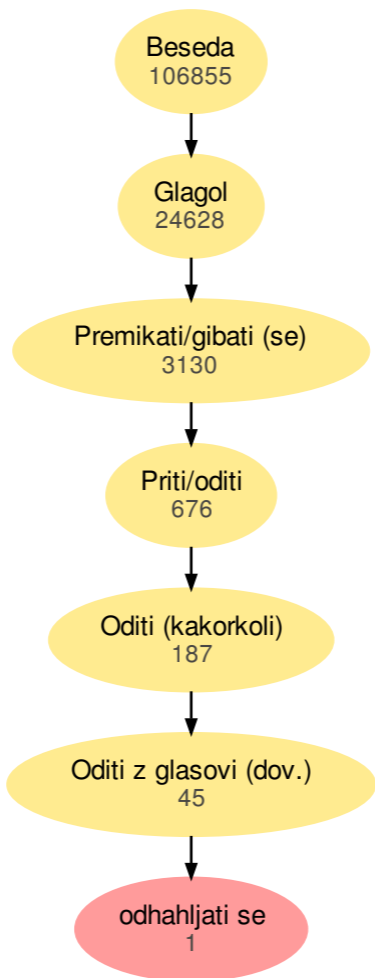 Beseda
106855
Glagol
24628
Premikati/gibati (se)
3130
Priti/oditi
676
Oditi (kakorkoli)
187
Oditi z glasovi (dov.)
45
odhahljati se
1